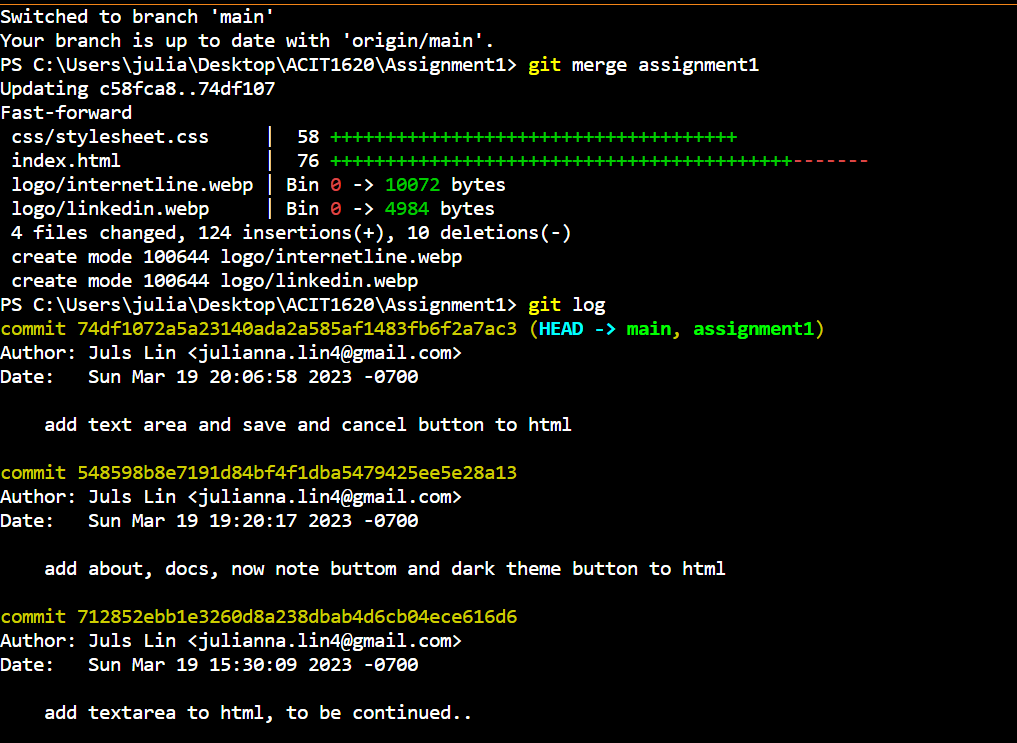 Switched to branch 'main'
Your branch is up to date with 'origin/main'.
PS C:\Users\julia\Desktop\ACIT1620\Assignment1> git merge assignment1
Updating c58fca8..74df107
Fast-forward
 css/stylesheet.css     |  58 +++++++++++++++++++++++++++++++++++++
 index.html             |  76 ++++++++++++++++++++++++++++++++++++++++++-------
 logo/internetline.webp | Bin 0 -> 10072 bytes
 logo/linkedin.webp     | Bin 0 -> 4984 bytes
 4 files changed, 124 insertions(+), 10 deletions(-)
 create mode 100644 logo/internetline.webp
 create mode 100644 logo/linkedin.webp
PS C:\Users\julia\Desktop\ACIT1620\Assignment1> git log
commit 74df1072a5a23140ada2a585af1483fb6f2a7ac3 (HEAD -> main, assignment1)
Author: Juls Lin <julianna.lin4@gmail.com>
Date:   Sun Mar 19 20:06:58 2023 -0700
    add text area and save and cancel button to html
commit 548598b8e7191d84bf4f1dba5479425ee5e28a13
Author: Juls Lin <julianna.lin4@gmail.com>
Date:   Sun Mar 19 19:20:17 2023 -0700
    add about, docs, now note buttom and dark theme button to html
commit 712852ebb1e3260d8a238dbab4d6cb04ece616d6
Author: Juls Lin <julianna.lin4@gmail.com>
Date:   Sun Mar 19 15:30:09 2023 -0700
    add textarea to html, to be continued..